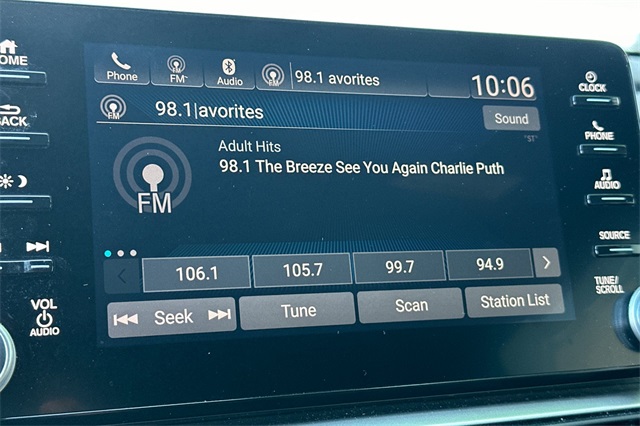 HOME
BACK
VOL
AUDIO
Phone
FM
Audio
98.1 avorites
10:06
FM
98.1|avorites
Sound
"ST"
Adult Hits
98.1 The Breeze See You Again Charlie Puth
FM
106.1
105.7
99.7
94.9
Seek
Tune
Scan
Station List
CLOCK
PHONE
AUDIO
SOURCE
TUNE/
SCROLL